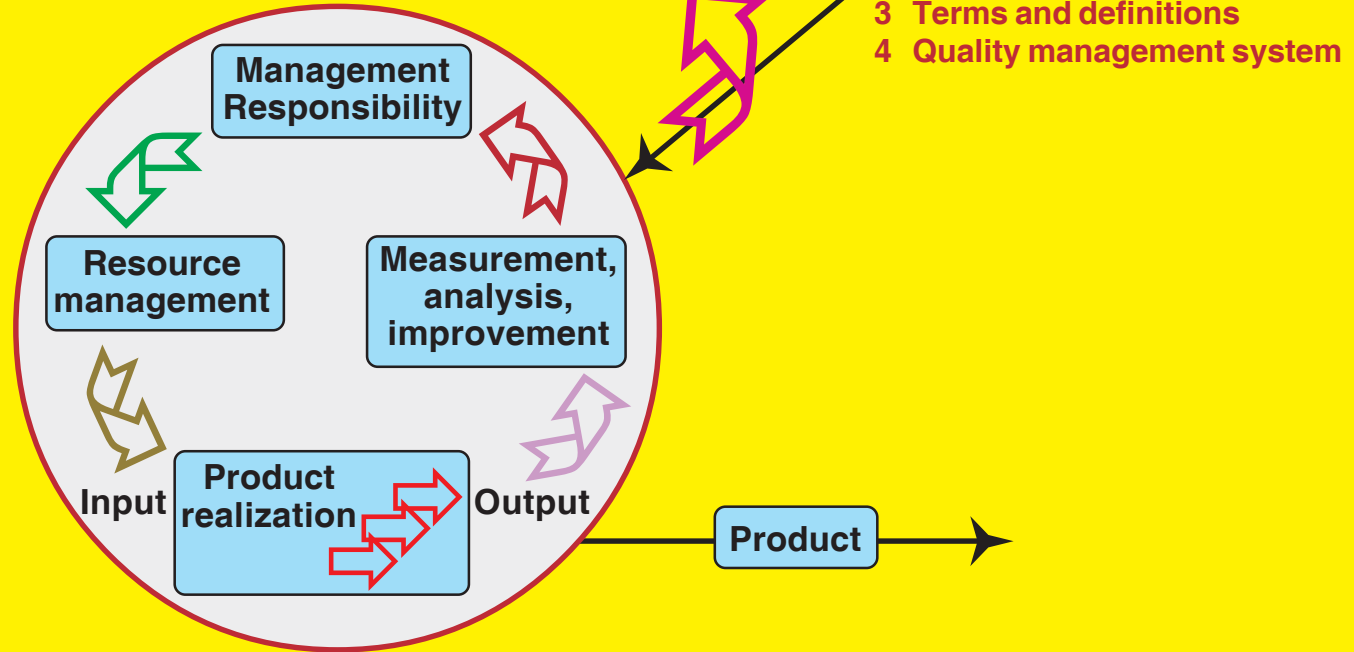 3 Terms and definitions
4 Quality management system
Management
Responsibility
Resource
management
Measurement,
analysis,
improvement
Input
Product
realization
Output
Product